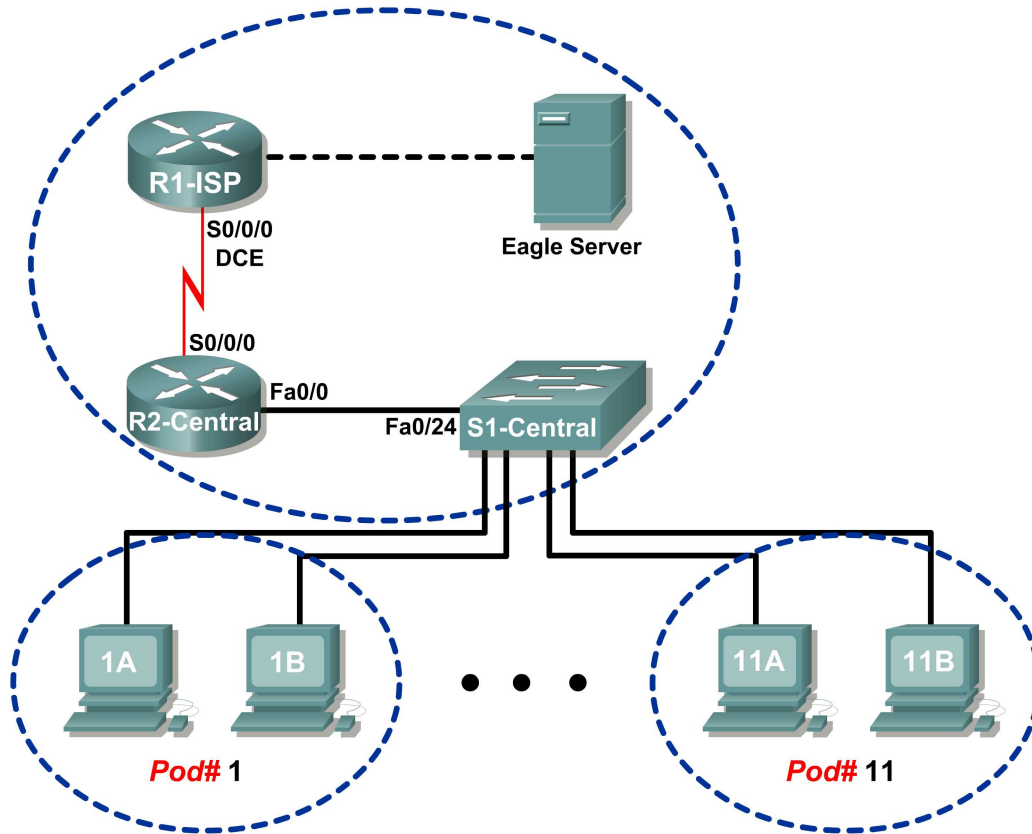 R1-ISP
S0/0/0
DCE
Eagle Server
S0/0/0
R2-Central
Fa0/0
Fa0/24
S1-Central
1A
1B
11A
11B
Pod# 1
Pod# 11